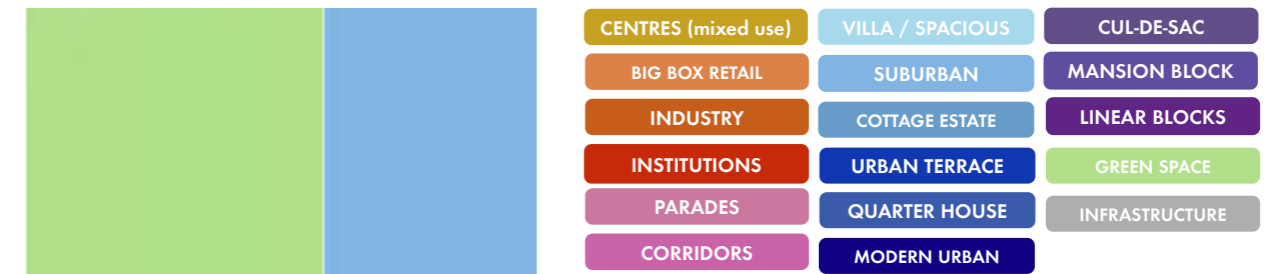 CENTRES (mixed use)
VILLA / SPACIOUS
CUL-DE-SAC
BIG BOX RETAIL
SUBURBAN
MANSION BLOCK
INDUSTRY
COTTAGE ESTATE
LINEAR BLOCKS
INSTITUTIONS
URBAN TERRACE
GREEN SPACE
PARADES
QUARTER HOUSE
INFRASTRUCTURE
CORRIDORS
MODERN URBAN